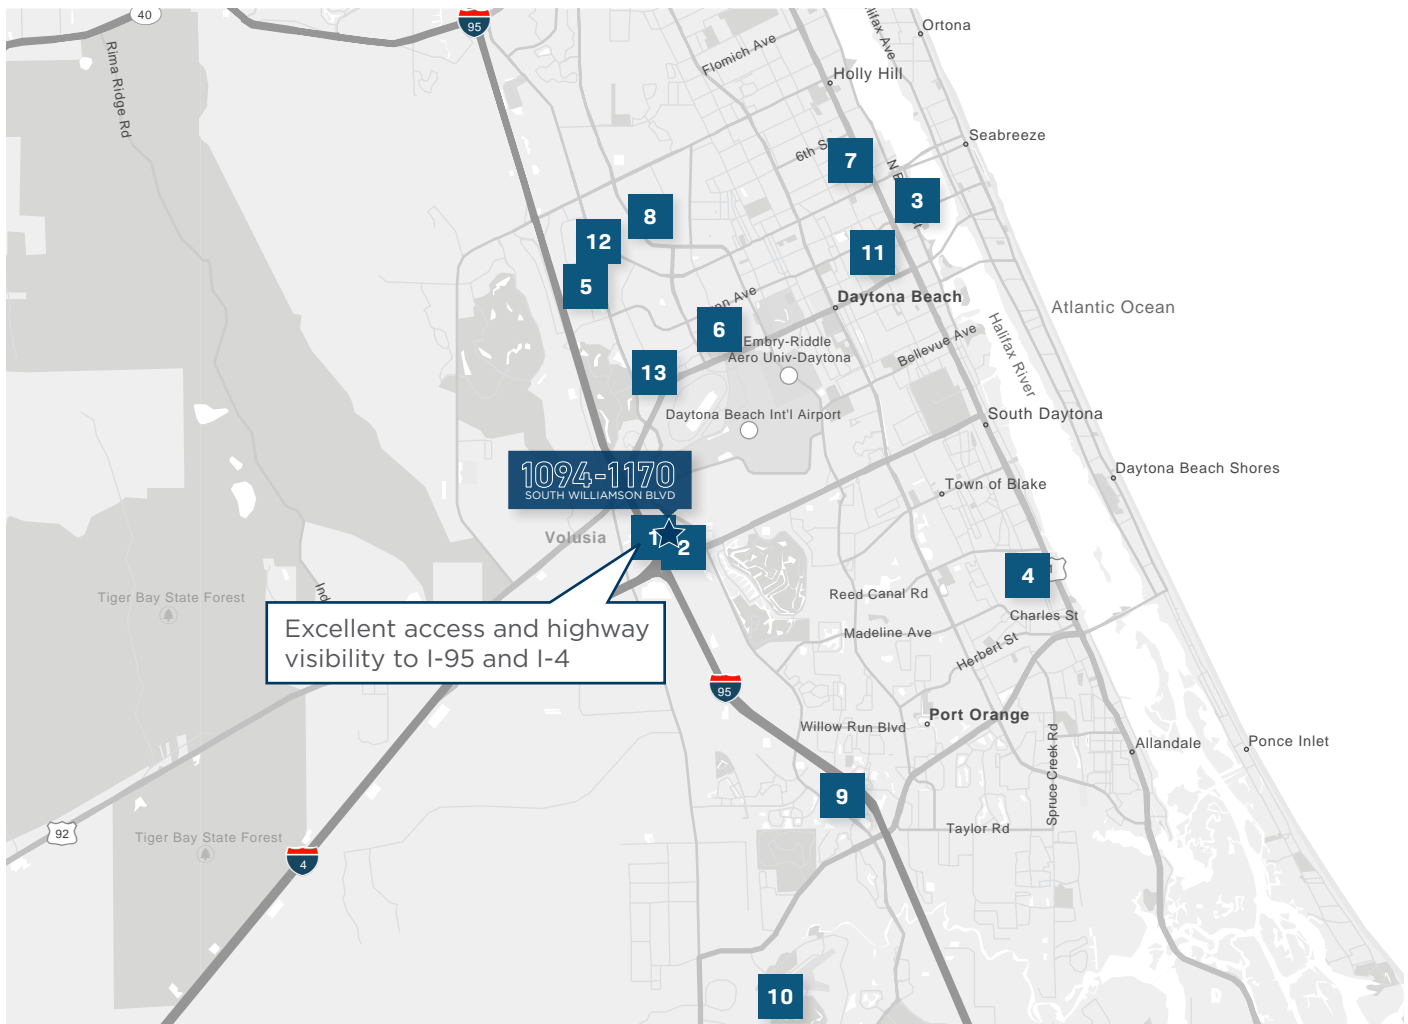 40
95
Ortona
Flomich Ave
Holly Hill
Rima Ridge Rd
Seabreeze
6th
7
3
8
12
11
5
Daytona Beach
Atlantic Ocean
6
Embry-Riddle
Aero Univ-Daytona
Bellevue Ave
Halifax River
13
Daytona Beach Int'l Airport
South Daytona
1094-1170
SOUTH WILLIAMSON BLVD
Daytona Beach Shores
Town of Blake
Volusia
1
2
4
Tiger Bay State Forest
Reed Canal Rd
Charles St
Excellent access and highway
visibility to I-95 and I-4
Madeline Ave
Herbert St
95
Port Orange
Willow Run Blvd
Allandale
Ponce Inlet
Spruce Creek Rd
9
92
Taylor Rd
Tiger Bay State Forest
4
10